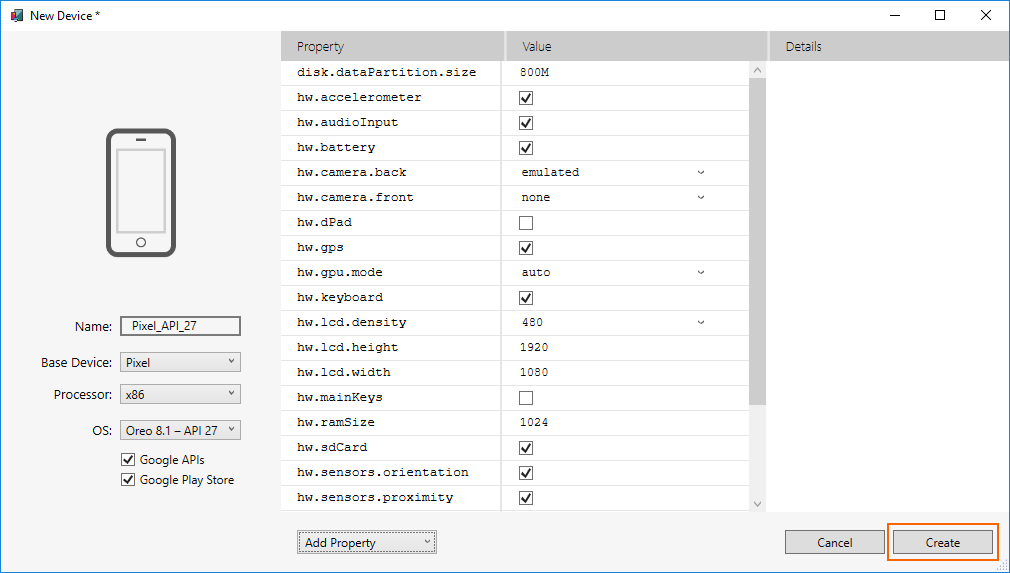 New Device *
Property Value Details
disk.dataPartition.size 800M
hw.accelerometer
hw.audioInput
hw.battery
hw.camera.back emulated
hw.camera.front none
hw.dPad
hw.gps
hw.gpu.mode auto
hw.keyboard
hw.lcd.density 480
hw.lcd.height 1920
hw.lcd.width 1080
hw.mainKeys
hw.ramSize 1024
hw.sdCard
hw.sensors.orientation
hw.sensors.proximity
Name: Pixel_API_27
Base Device: Pixel
Processor: x86
OS: Oreo 8.1 – API 27
Google APIs
Google Play Store
Add Property
Cancel
Create